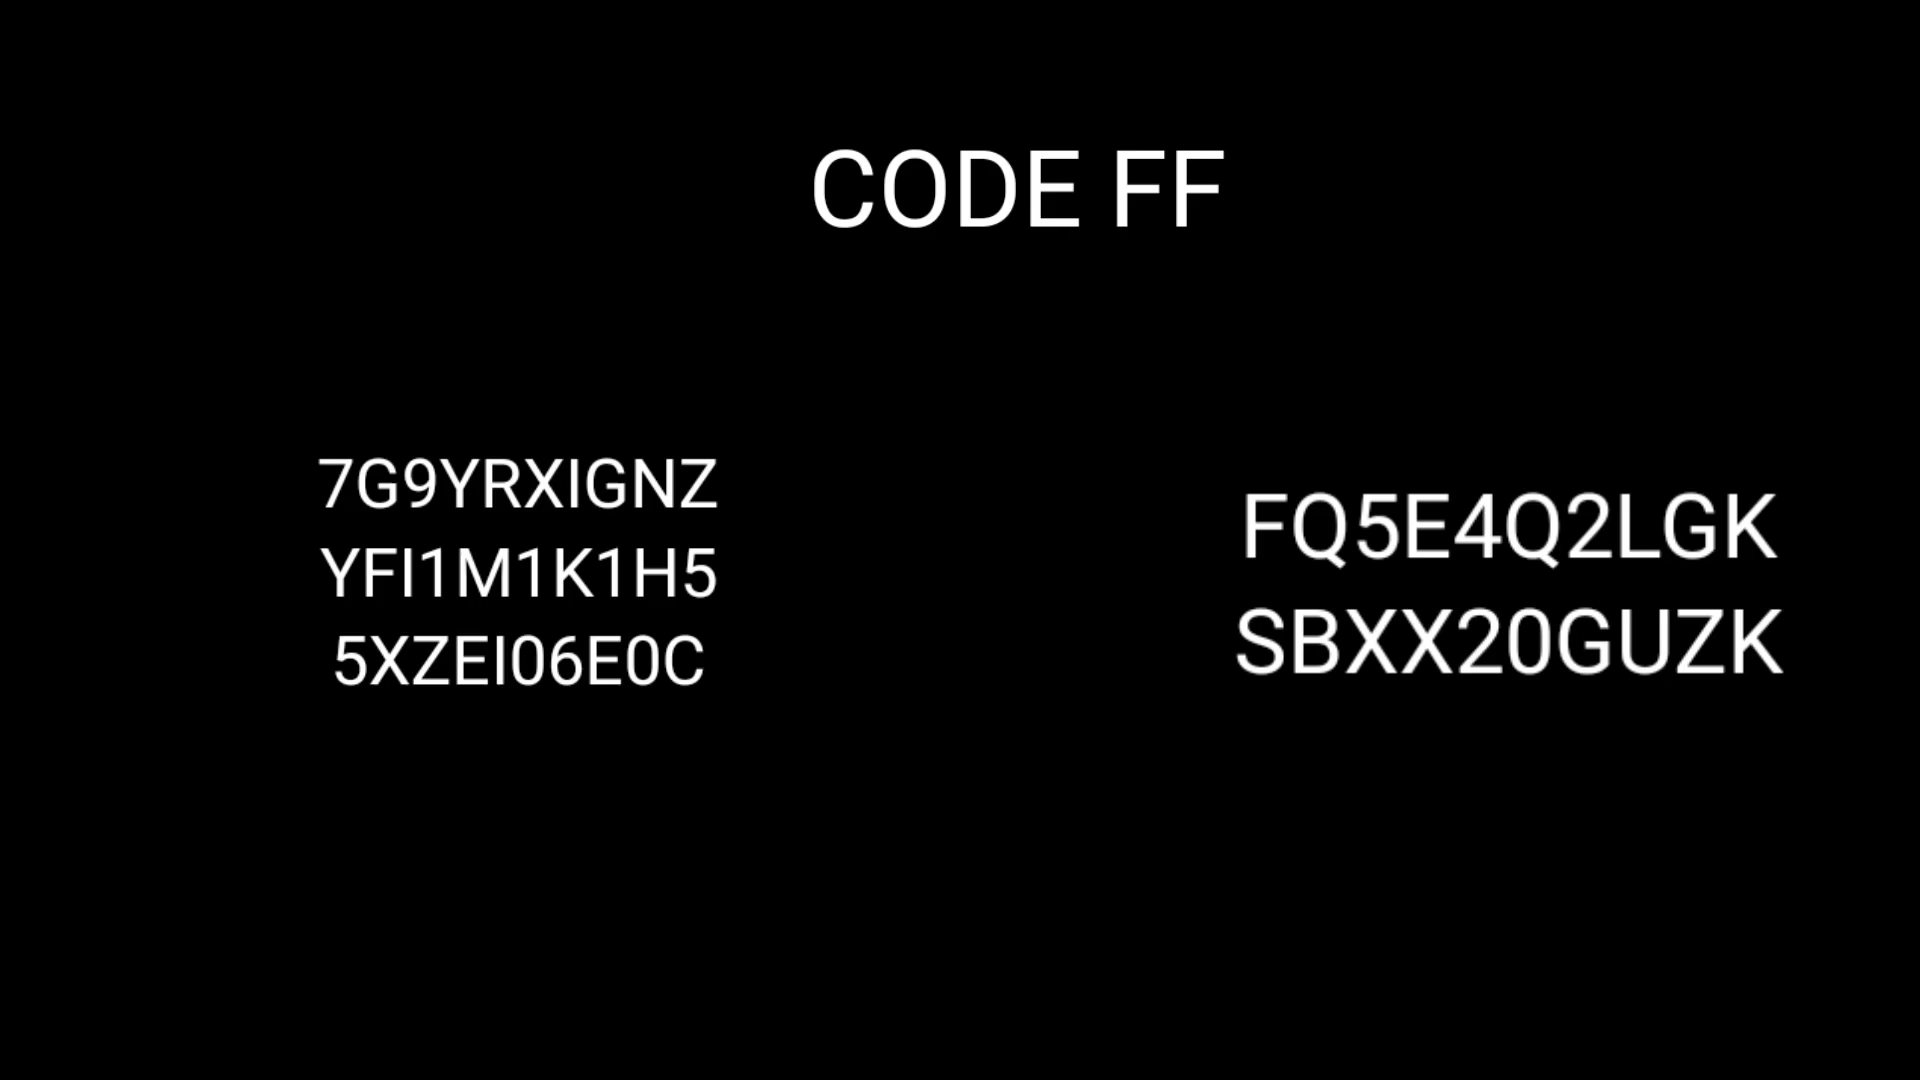 CODE FF
7G9YRXIGNZ
YFI1M1K1H5
5XZEI06E0C
FQ5E4Q2LGK
SBXX20GUZK